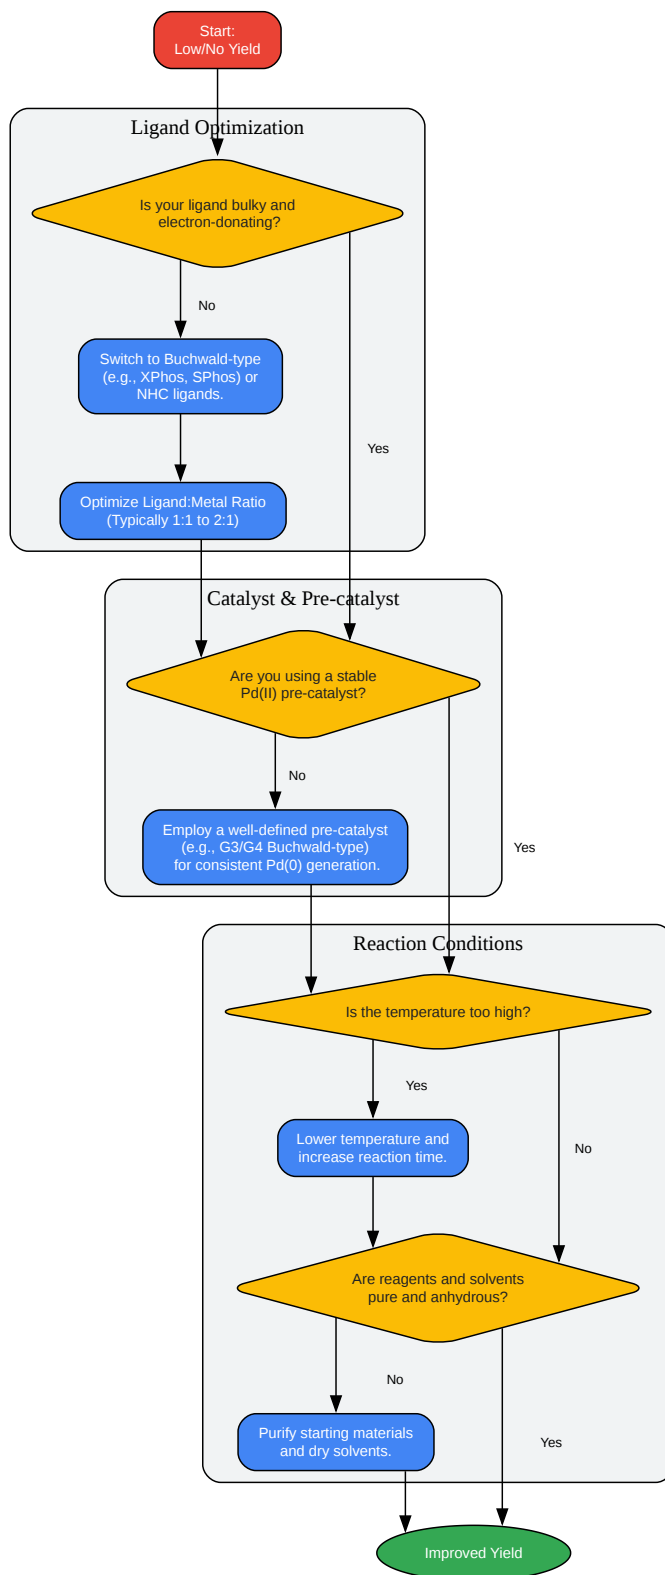 Start:
Low/No Yield
Ligand Optimization
Is your ligand bulky and
electron-donating?
No
Switch to Buchwald-type
(e.g., XPhos, SPhos) or
NHC ligands.
Yes
Optimize Ligand:Metal Ratio
(Typically 1:1 to 2:1)
Catalyst & Pre-catalyst
Are you using a stable
Pd(II) pre-catalyst?
No
Employ a well-defined pre-catalyst
(e.g., G3/G4 Buchwald-type)
for consistent Pd(0) generation.
Yes
Reaction Conditions
Is the temperature too high?
Yes
Lower temperature and
increase reaction time.
No
Are reagents and solvents
pure and anhydrous?
No
Purify starting materials
and dry solvents.
Yes
Improved Yield